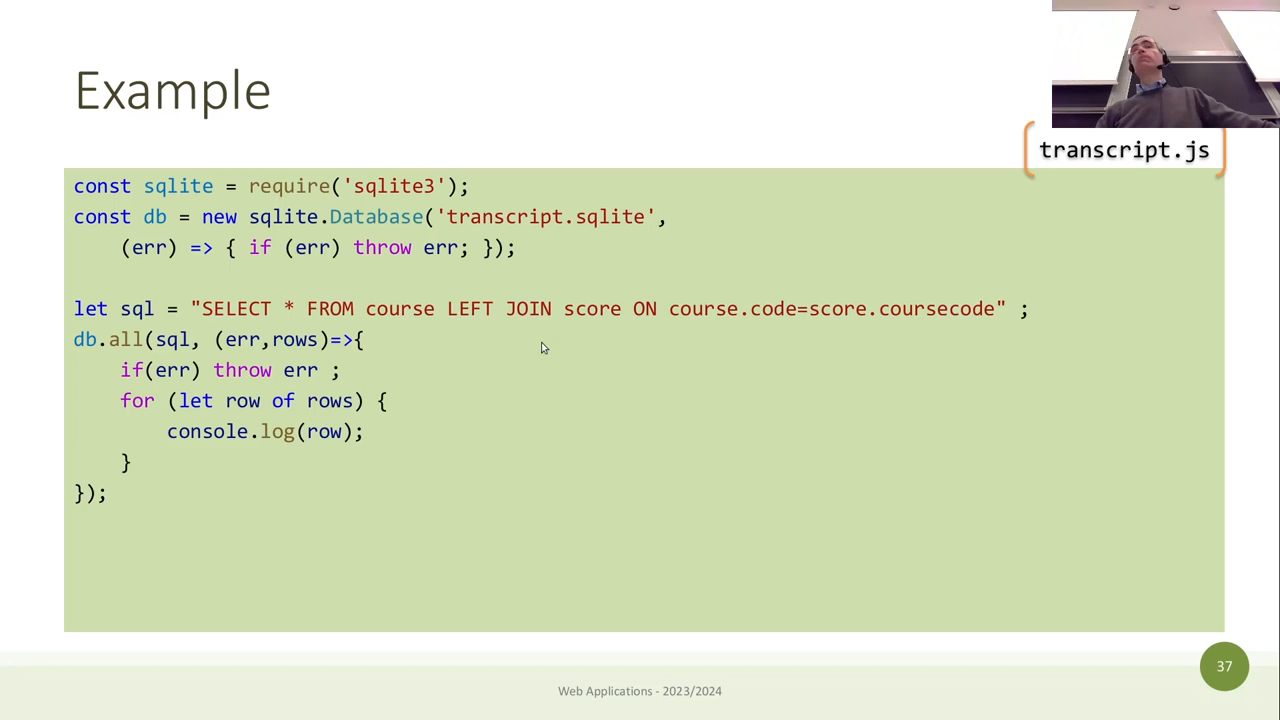 Example
transcript.js
const sqlite = require('sqlite3');
const db = new sqlite.Database('transcript.sqlite',
    (err) => { if (err) throw err; });

let sql = "SELECT * FROM course LEFT JOIN score ON course.code=score.coursecode" ;
db.all(sql, (err,rows)=>{
    if(err) throw err ;
    for (let row of rows) {
        console.log(row);
    }
});
37
Web Applications - 2023/2024